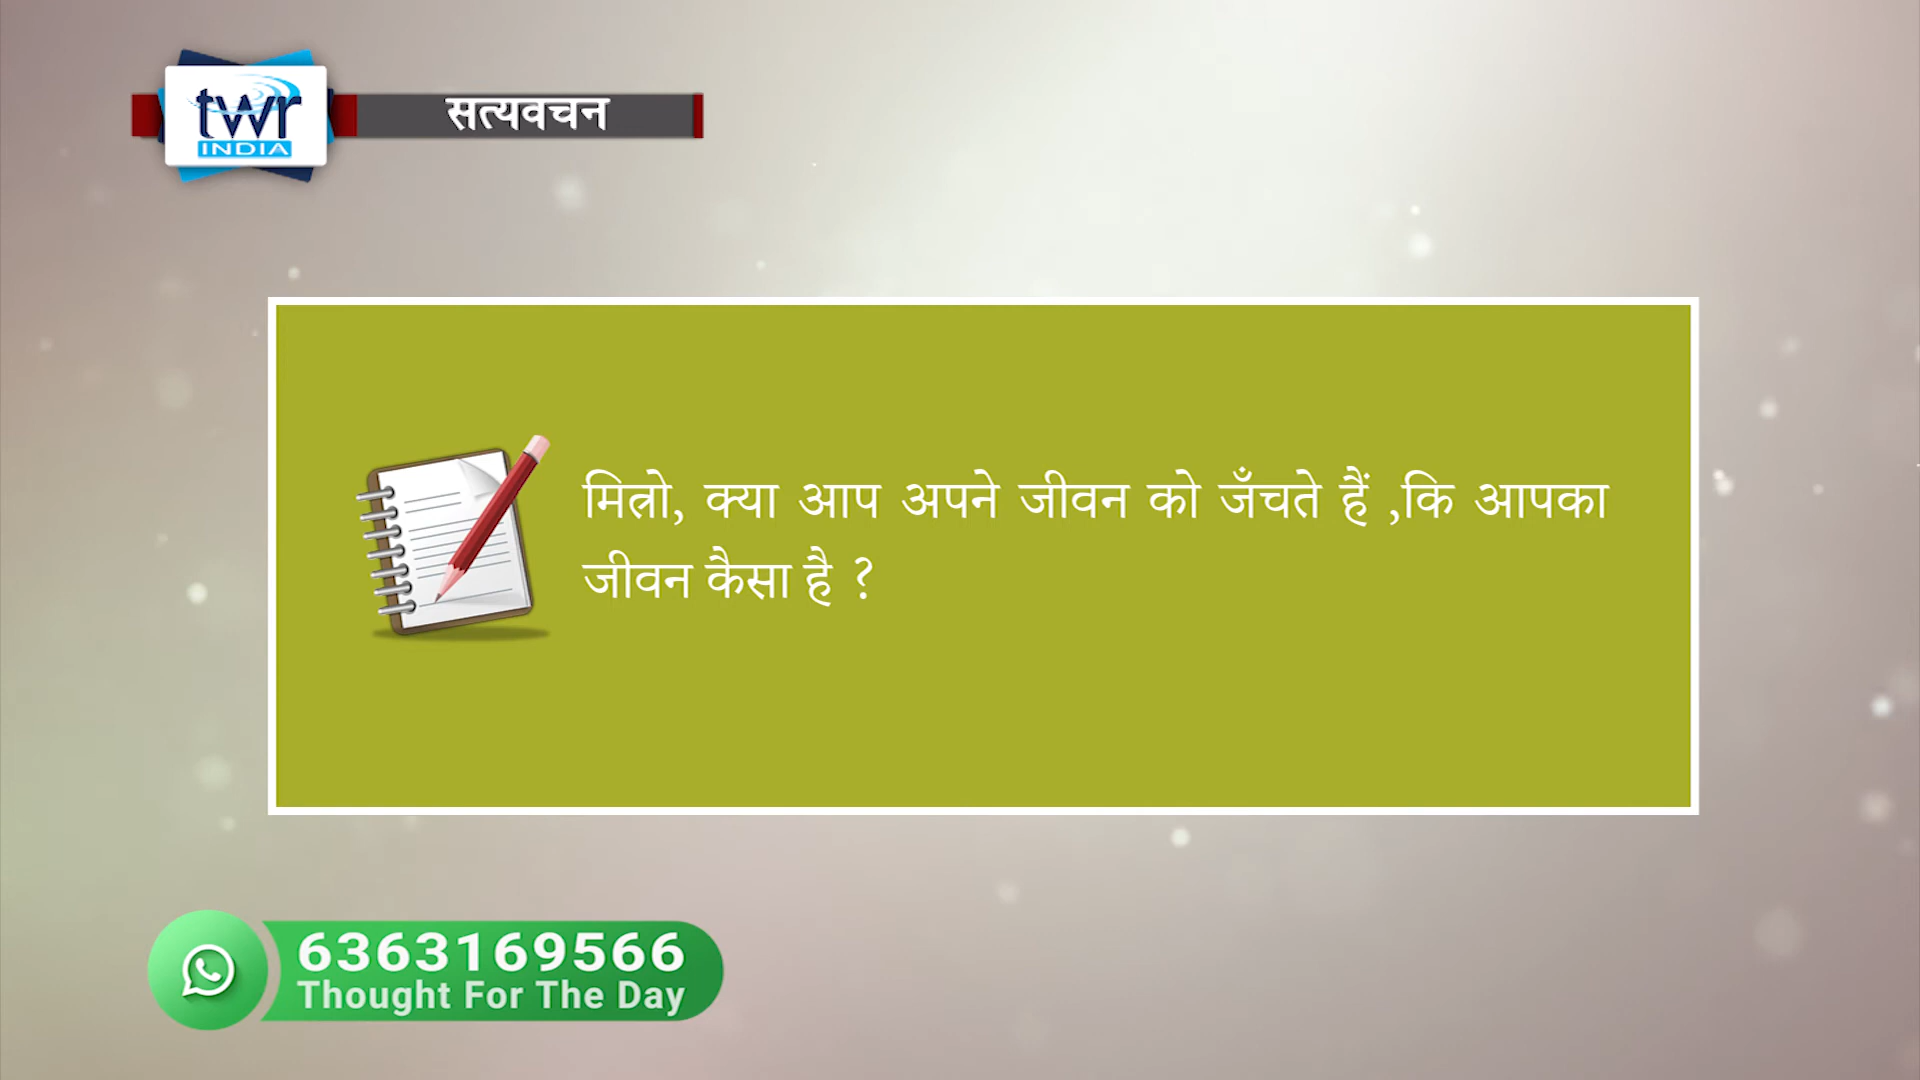 twr
INDIA
सत्यवचन
मित्रो, क्या आप अपने जीवन को जँचते हैं ,कि आपका
जीवन कैसा है ?
6363169566
Thought For The Day